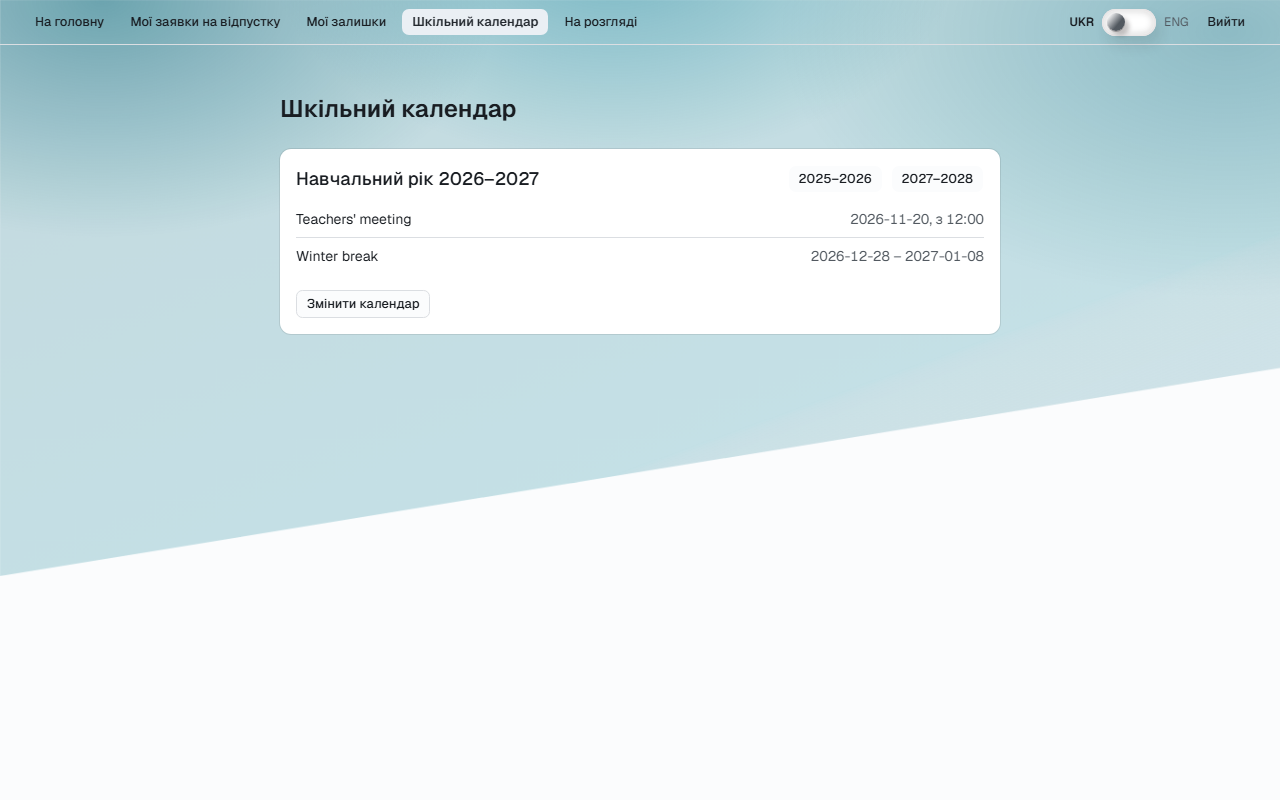 На головну Мої заявки на відпустку Мої залишки Шкільний календар На розгляді UKR ENG Вийти
Шкільний календар
Навчальний рік 2026–2027 2025–2026 2027–2028
Teachers' meeting 2026-11-20, з 12:00
Winter break 2026-12-28 – 2027-01-08
Змінити календар